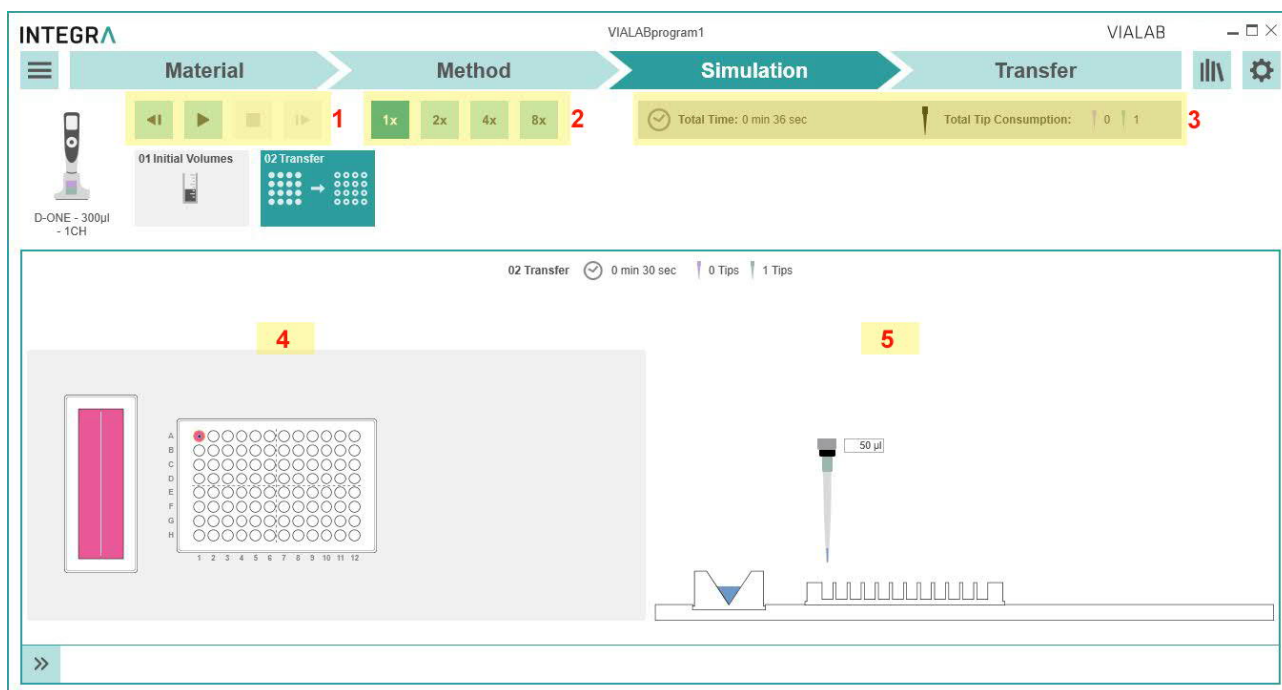 INTEGRA
VIALABprogram1
VIALAB
Material
Method
Simulation
Transfer
1
1x 2x 4x 8x
2
Total Time: 0 min 36 sec
Total Tip Consumption: 0 1
3
D-ONE - 300µl
- 1CH
01 Initial Volumes
02 Transfer
02 Transfer 0 min 30 sec 0 Tips 1 Tips
4
5
50 µl
A
B
C
D
E
F
G
H
1 2 3 4 5 6 7 8 9 10 11 12